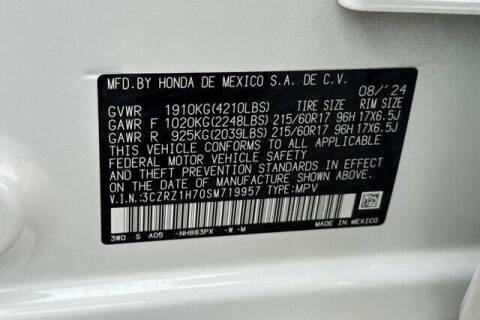 MFD. BY HONDA DE MEXICO S.A. DE C.V.
08/'24
GVWR 1910KG(4210LBS) TIRE SIZE RIM SIZE
GAWR F 1020KG(2248LBS) 215/60R17 96H 17X6.5J
GAWR R 925KG(2039LBS) 215/60R17 96H 17X6.5J
THIS VEHICLE CONFORMS TO ALL APPLICABLE
FEDERAL MOTOR VEHICLE SAFETY
AND THEFT PREVENTION STANDARDS IN EFFECT
ON THE DATE OF MANUFACTURE SHOWN ABOVE.
V.I.N.:3CZRZ1H70SM719957 TYPE:MPV
3W0 S A05 -NH883PX -W -M
MADE IN MEXICO